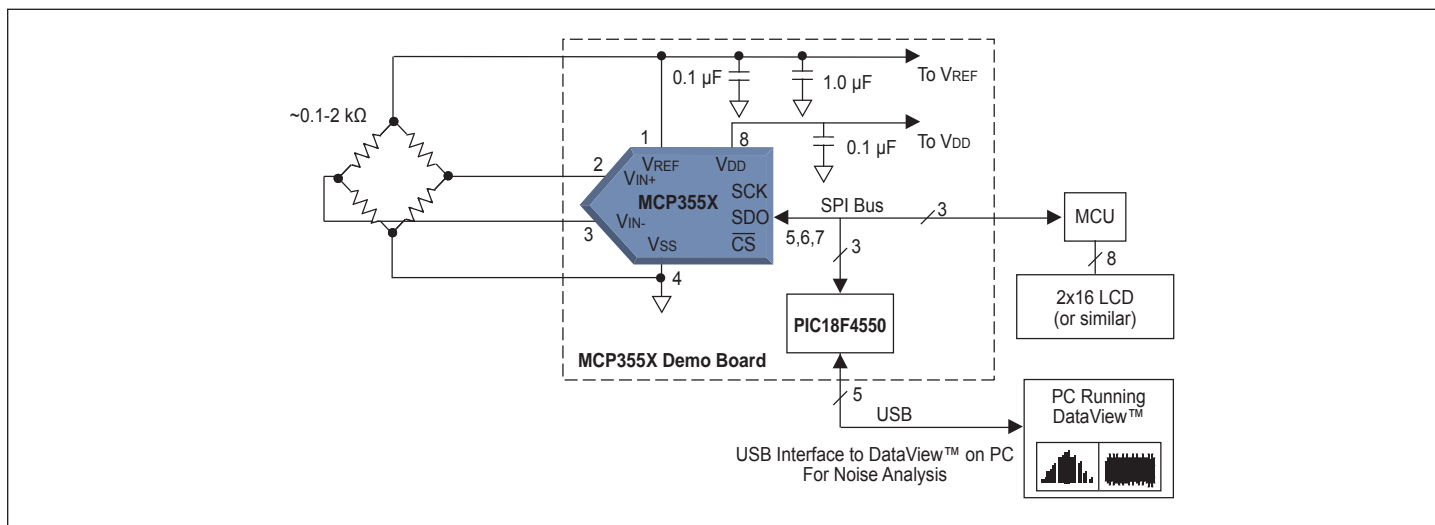 0.1 µF
1.0 µF
To VREF
~0.1-2 kΩ
1
8
0.1 µF
To VDD
2
VREF
VDD
VIN+
SCK
MCP355X
SPI Bus
SDO
3
MCU
VIN-
3
CS
5,6,7
VSS
3
8
4
2x16 LCD
(or similar)
PIC18F4550
MCP355X Demo Board
5
PC Running
DataView™
USB
USB Interface to DataView™ on PC
For Noise Analysis